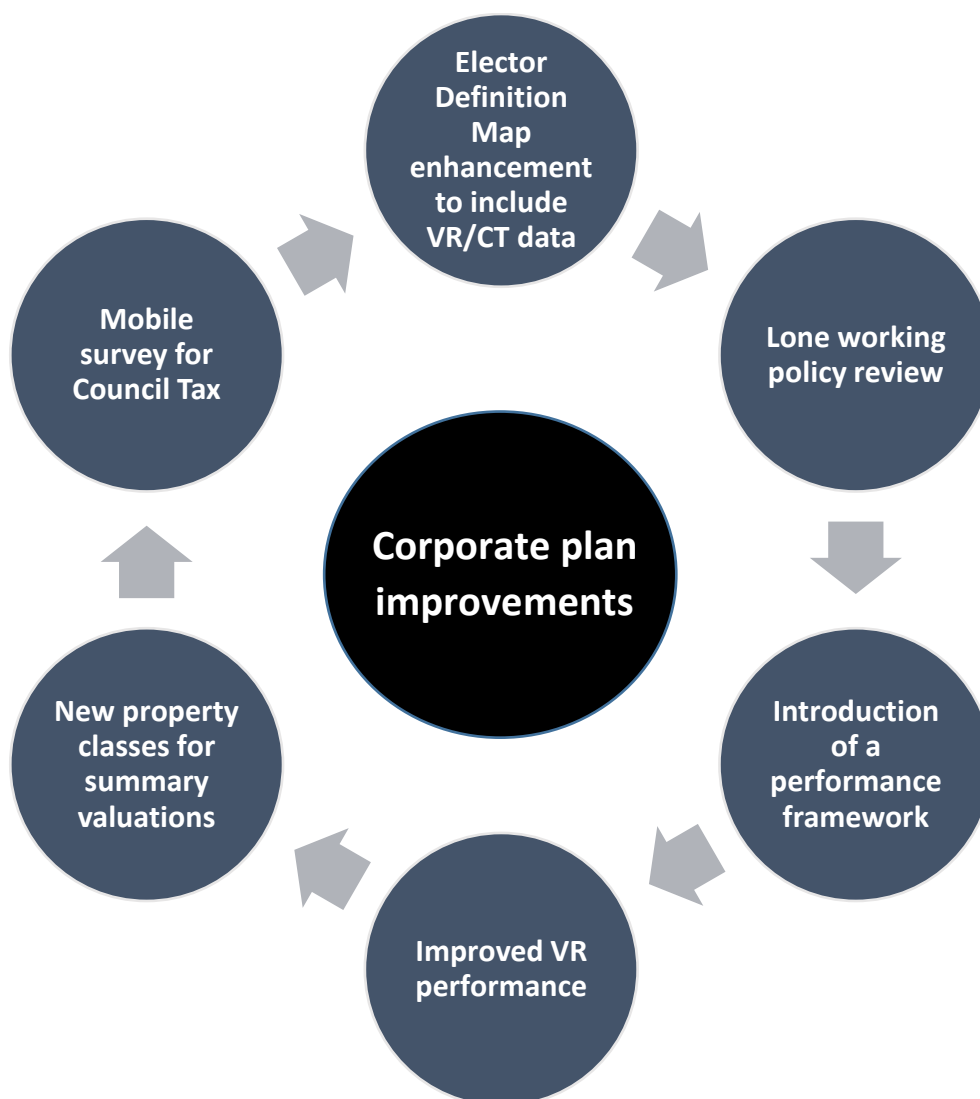 Elector
Definition
Map
enhancement
to include
VR/CT data
Lone working
policy review
Introduction
of a
performance
framework
Improved VR
performance
New property
classes for
summary
valuations
Mobile
survey for
Council Tax
Corporate plan
improvements